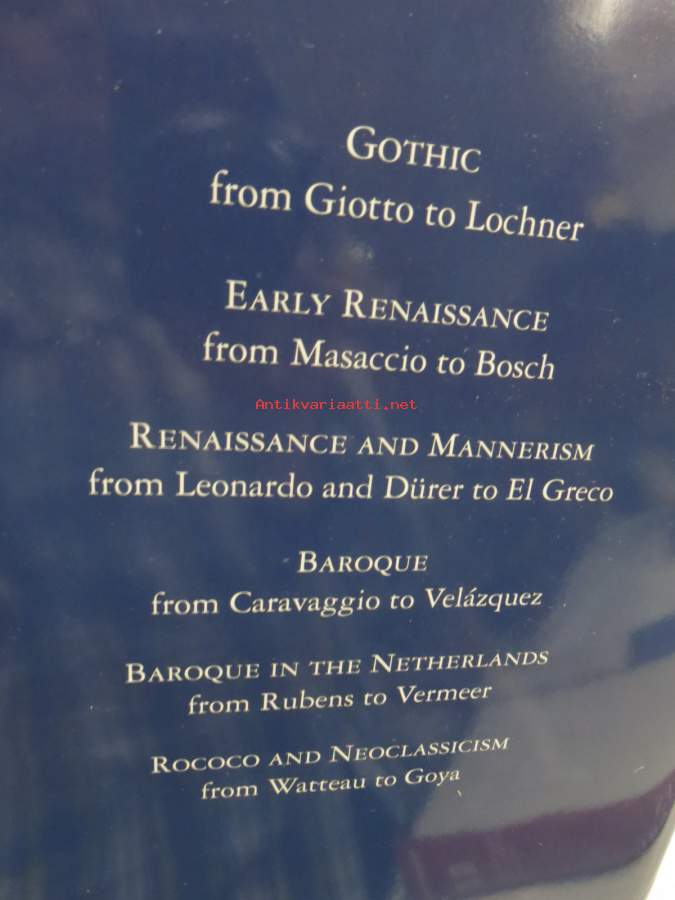 GOTHIC
from Giotto to Lochner
EARLY RENAISSANCE
from Masaccio to Bosch
Antikvariaatti.net
RENAISSANCE AND MANNERISM
from Leonardo and Dürer to El Greco
BAROQUE
from Caravaggio to Velázquez
BAROQUE IN THE NETHERLANDS
from Rubens to Vermeer
ROCOCO AND NEOCLASSICISM
from Watteau to Goya